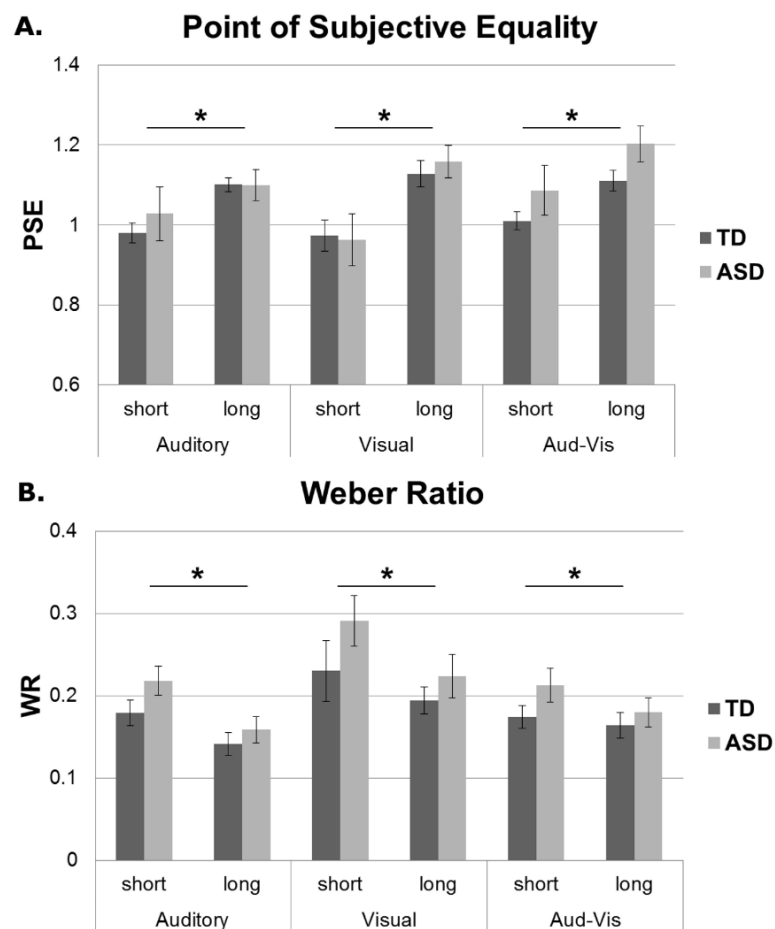 A. Point of Subjective Equality
1.4
* * *
1.2
PSE
1
TD
ASD
0.8
0.6
short long short long short long
Auditory Visual Aud-Vis
B. Weber Ratio
0.4
* * *
0.3
WR
0.2
TD
ASD
0.1
0
short long short long short long
Auditory Visual Aud-Vis